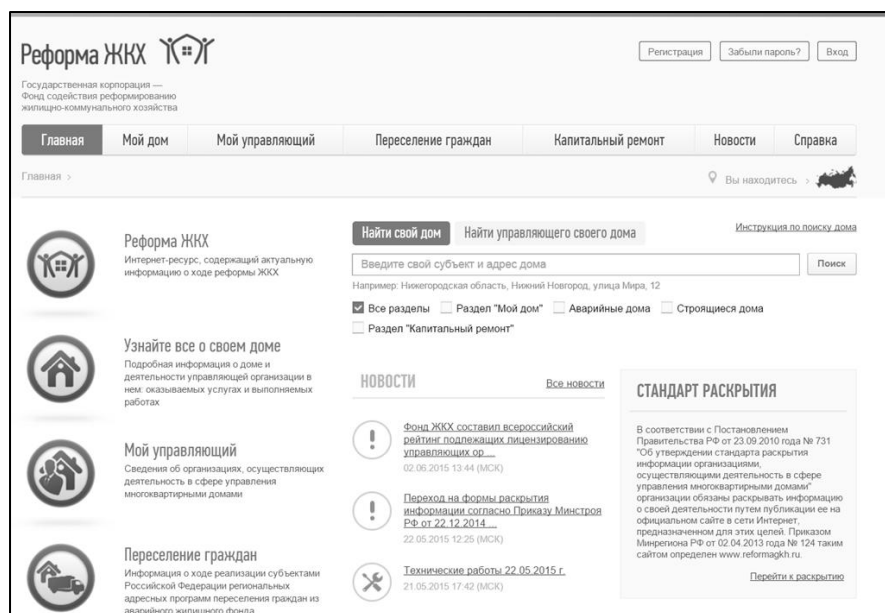 Реформа ЖКХ
Регистрация
Забыли пароль?
Вход
Государственная корпорация —
Фонд содействия реформированию
жилищно-коммунального хозяйства
Главная
Мой дом
Мой управляющий
Переселение граждан
Капитальный ремонт
Новости
Справка
Главная >
Вы находитесь >
Реформа ЖКХ
Интернет-ресурс, содержащий актуальную
информацию о ходе реформы ЖКХ
Узнайте все о своем доме
Подробная информация о доме и
деятельности управляющей организации в
нем: оказываемых услугах и выполняемых
работах
Мой управляющий
Сведения об организациях, осуществляющих
деятельность в сфере управления
многоквартирными домами
Переселение граждан
Информация о ходе реализации субъектами
Российской Федерации региональных
адресных программ переселения граждан из
аварийного жилищного фонда
Найти свой дом
Найти управляющего своего дома
Инструкция по поиску дома
Введите свой субъект и адрес дома
Поиск
Например: Нижегородская область, Нижний Новгород, улица Мира, 12
Все разделы
Раздел "Мой дом"
Аварийные дома
Строящиеся дома
Раздел "Капитальный ремонт"
НОВОСТИ
Все новости
Фонд ЖКХ составил всероссийский
рейтинг подлежащих лицензированию
управляющих ор ...
02.06.2015 13:44 (МСК)
Переход на формы раскрытия
информации согласно Приказу Минстроя
РФ от 22.12 2014 ...
22.05.2015 12:25 (МСК)
Технические работы 22.05.2015 г.
21.05.2015 17:42 (МСК)
СТАНДАРТ РАСКРЫТИЯ
В соответствии с Постановлением
Правительства РФ от 23.09.2010 года № 731
"Об утверждении стандарта раскрытия
информации организациями,
осуществляющими деятельность в сфере
управления многоквартирными домами"
организации обязаны раскрывать информацию
о своей деятельности путем публикации ее на
официальном сайте в сети Интернет,
предназначенном для этих целей. Приказом
Минрегиона РФ от 02.04.2013 года № 124 таким
сайтом определен www.reformagkh.ru.
Перейти к раскрытию